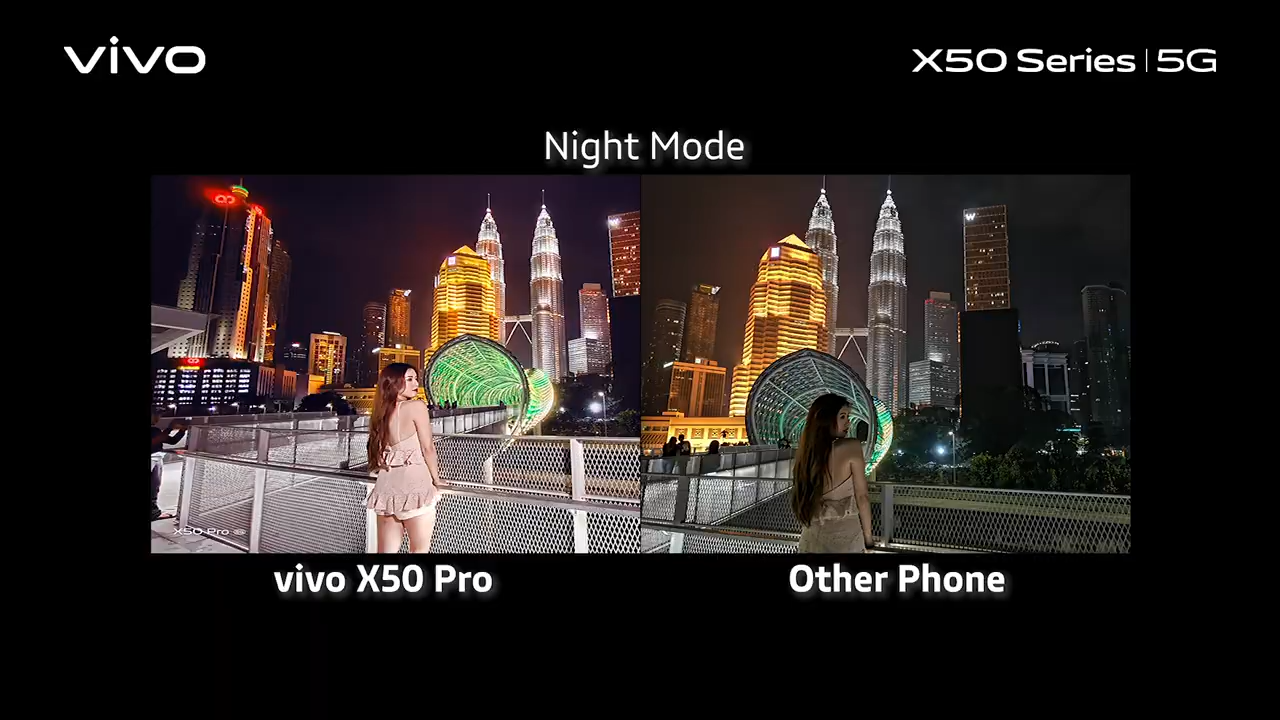 vivo
X50 Series | 5G
Night Mode
W
W
X50 Pro
vivo X50 Pro
Other Phone